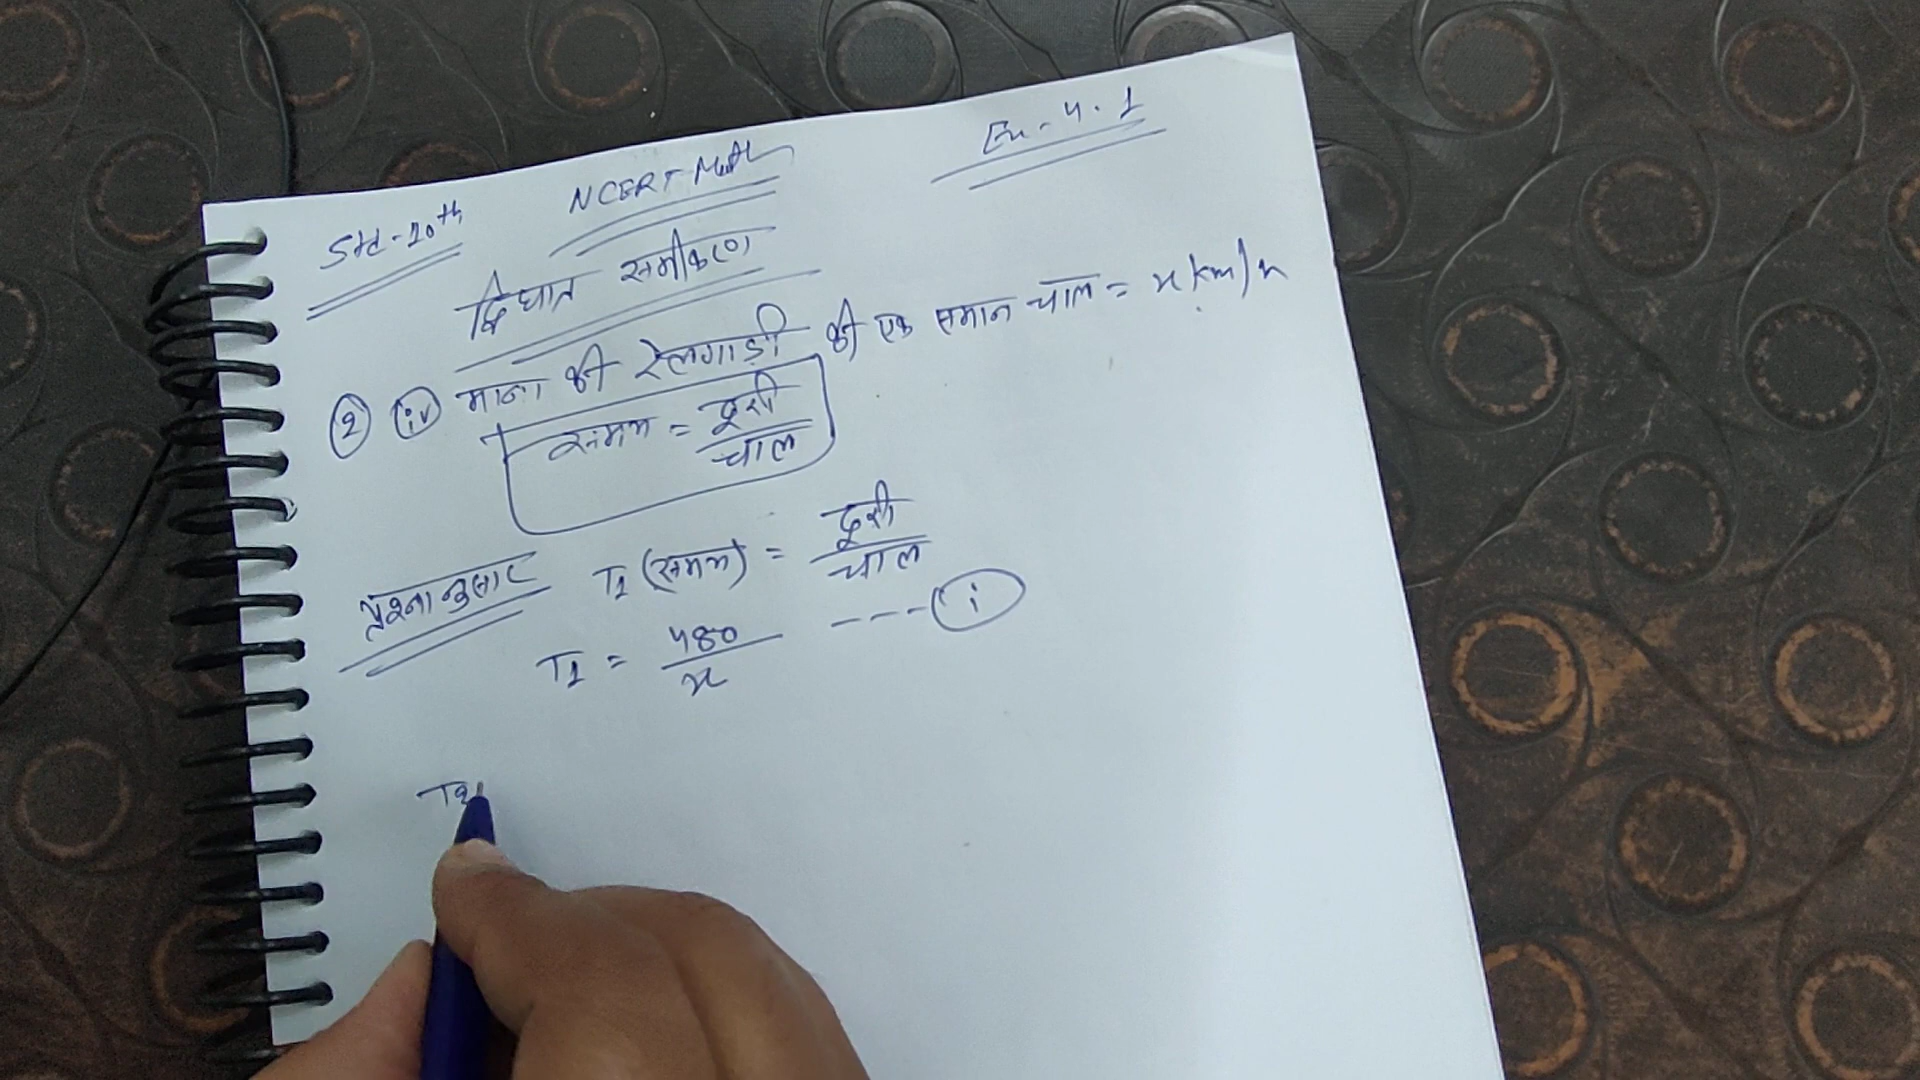 Std-10th NCERT-Math Ex-4.1
द्विघात समीकरण
② (iv) माना की रेलगाड़ी की एक समान चाल = x km/h
समय = दूरी / चाल
प्रश्नानुसार T1 (समय) = दूरी / चाल
T1 = 480 / x ---- (i)
T2